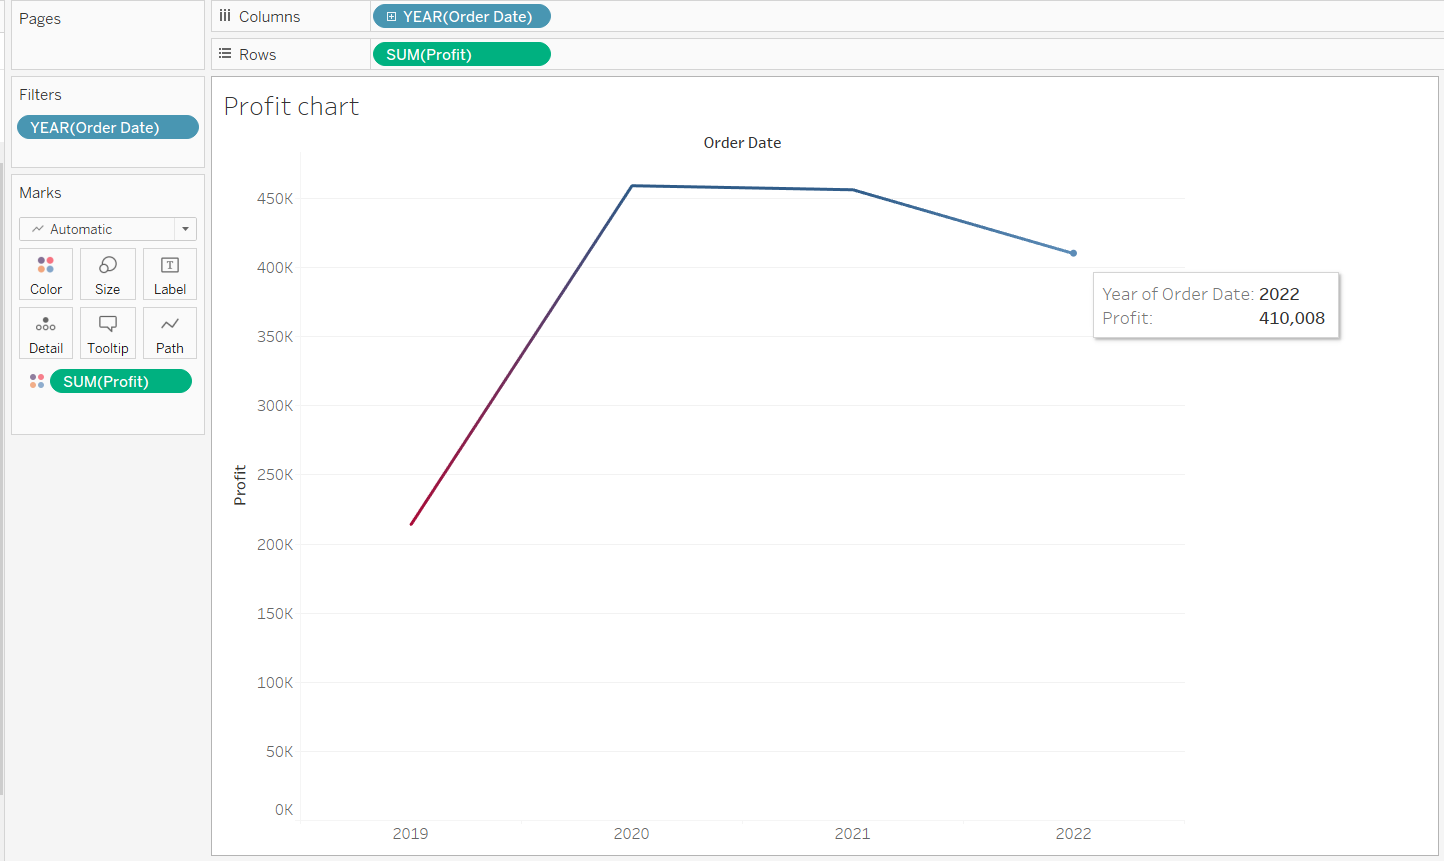 Pages
Columns
YEAR(Order Date)
Rows
SUM(Profit)
Filters
YEAR(Order Date)
Marks
Automatic
Color Size Label
T
Detail Tooltip Path
SUM(Profit)
Profit chart
Order Date
Profit
450K
400K
350K
300K
250K
200K
150K
100K
50K
0K
2019 2020 2021 2022
Year of Order Date: 2022
Profit: 410,008